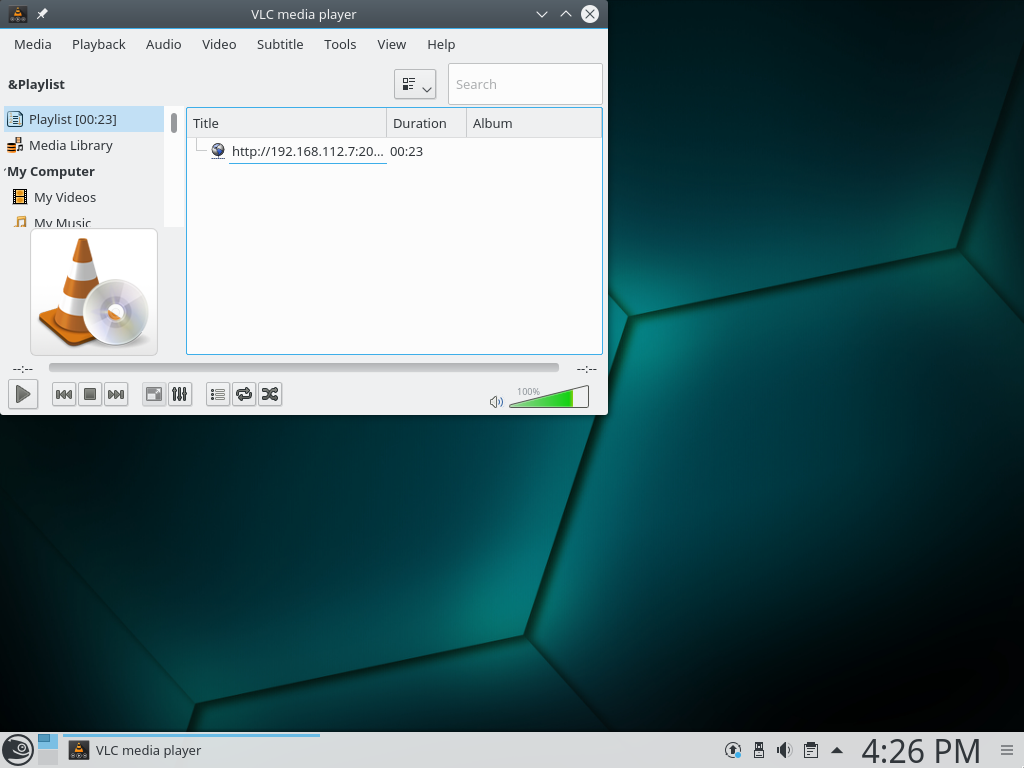 VLC media player
Media Playback Audio Video Subtitle Tools View Help
&Playlist
Search
Playlist [00:23]
Media Library
My Computer
My Videos
My Music
Title Duration Album
http://192.168.112.7:20... 00:23
--:-- --:--
100%
VLC media player
4:26 PM